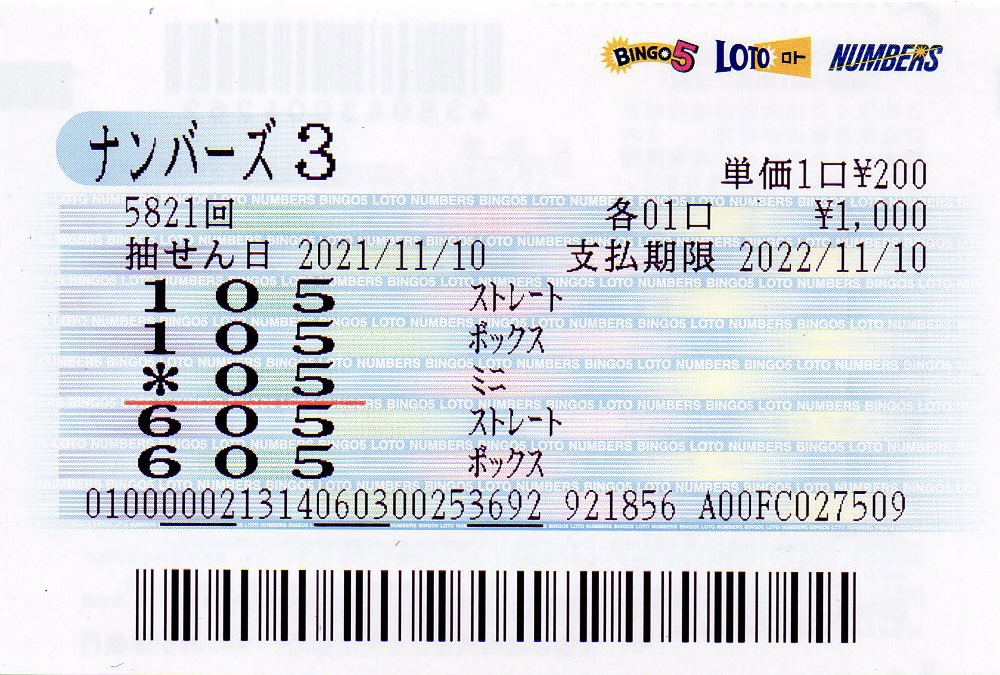 BINGO5 LOTO ロト NUMBERS
ナンバーズ3
単価1口¥200
5821回 各01口 ¥1,000
抽せん日 2021/11/10 支払期限 2022/11/10
1 0 5 ストレート
1 0 5 ボックス
* 0 5 ミニ
6 0 5 ストレート
6 0 5 ボックス
010000021314060300253692 921856 A00FC027509